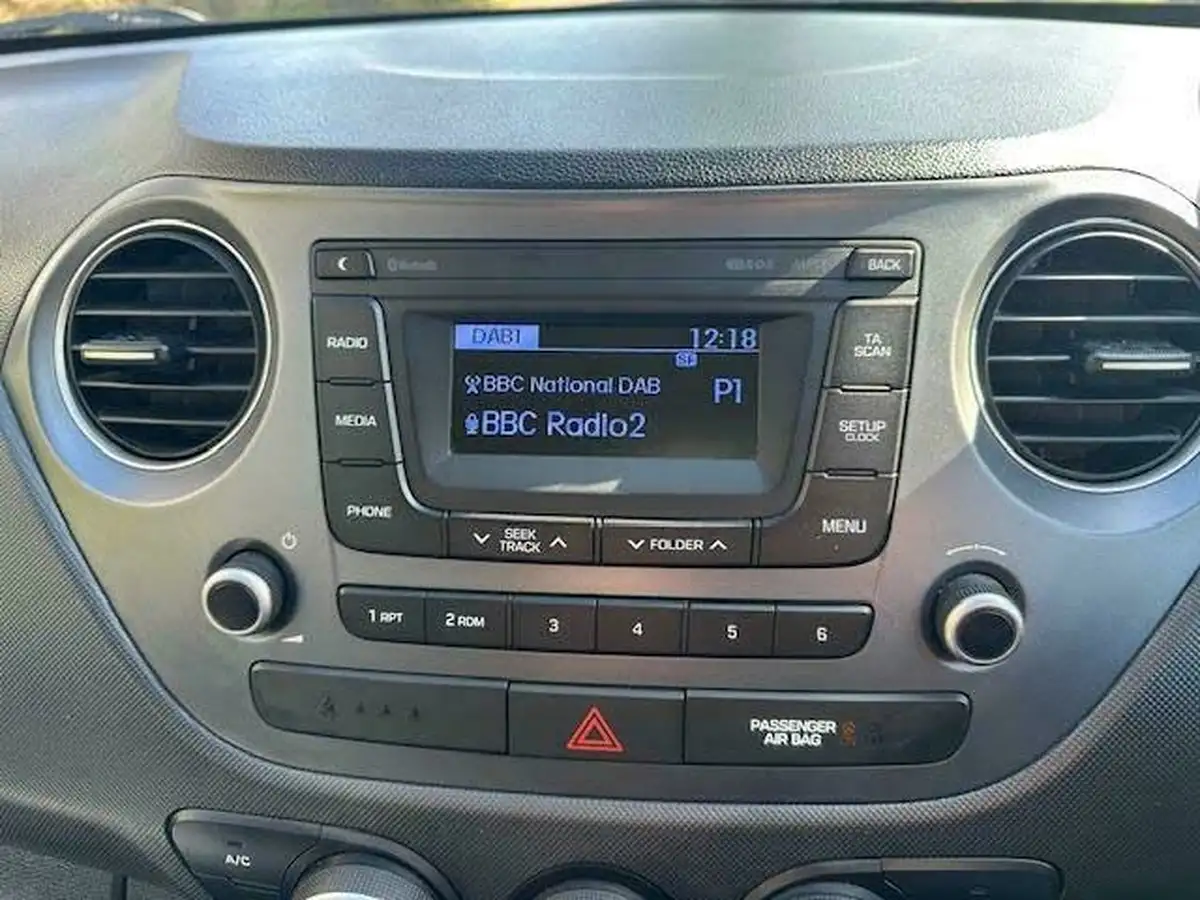 Bluetooth
BACK
RADIO
MEDIA
PHONE
DAB1
12:18
BBC National DAB
P1
BBC Radio2
TA
SCAN
SETUP
CLOCK
MENU
SEEK
TRACK
FOLDER
1 RPT
2 RDM
3
4
5
6
PASSENGER
AIR BAG
A/C